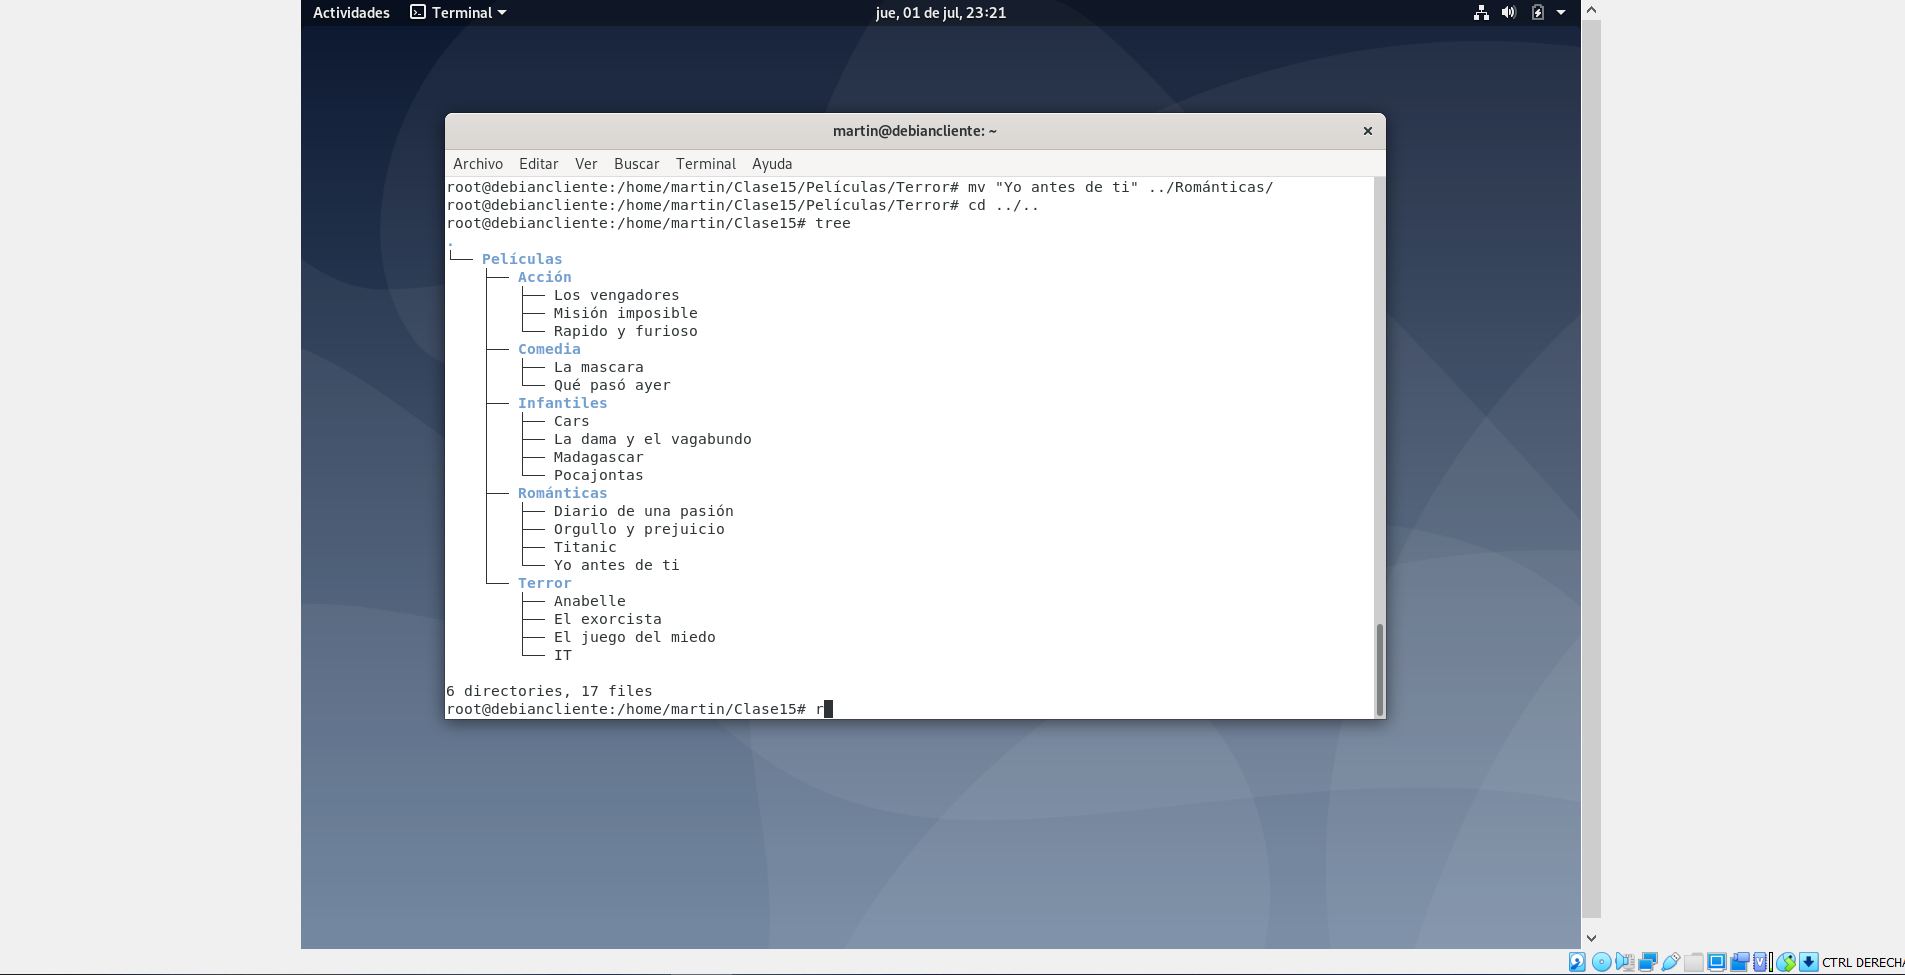 Actividades Terminal jue, 01 de jul, 23:21
martin@debiancliente: ~
Archivo Editar Ver Buscar Terminal Ayuda
root@debiancliente:/home/martin/Clase15/Películas/Terror# mv "Yo antes de ti" ../Románticas/
root@debiancliente:/home/martin/Clase15/Películas/Terror# cd ../..
root@debiancliente:/home/martin/Clase15# tree
.
└── Películas
    ├── Acción
    │   ├── Los vengadores
    │   ├── Misión imposible
    │   └── Rapido y furioso
    ├── Comedia
    │   ├── La mascara
    │   └── Qué pasó ayer
    ├── Infantiles
    │   ├── Cars
    │   ├── La dama y el vagabundo
    │   ├── Madagascar
    │   └── Pocajontas
    ├── Románticas
    │   ├── Diario de una pasión
    │   ├── Orgullo y prejuicio
    │   ├── Titanic
    │   └── Yo antes de ti
    └── Terror
        ├── Anabelle
        ├── El exorcista
        ├── El juego del miedo
        └── IT
6 directories, 17 files
root@debiancliente:/home/martin/Clase15# r
CTRL DERECHA